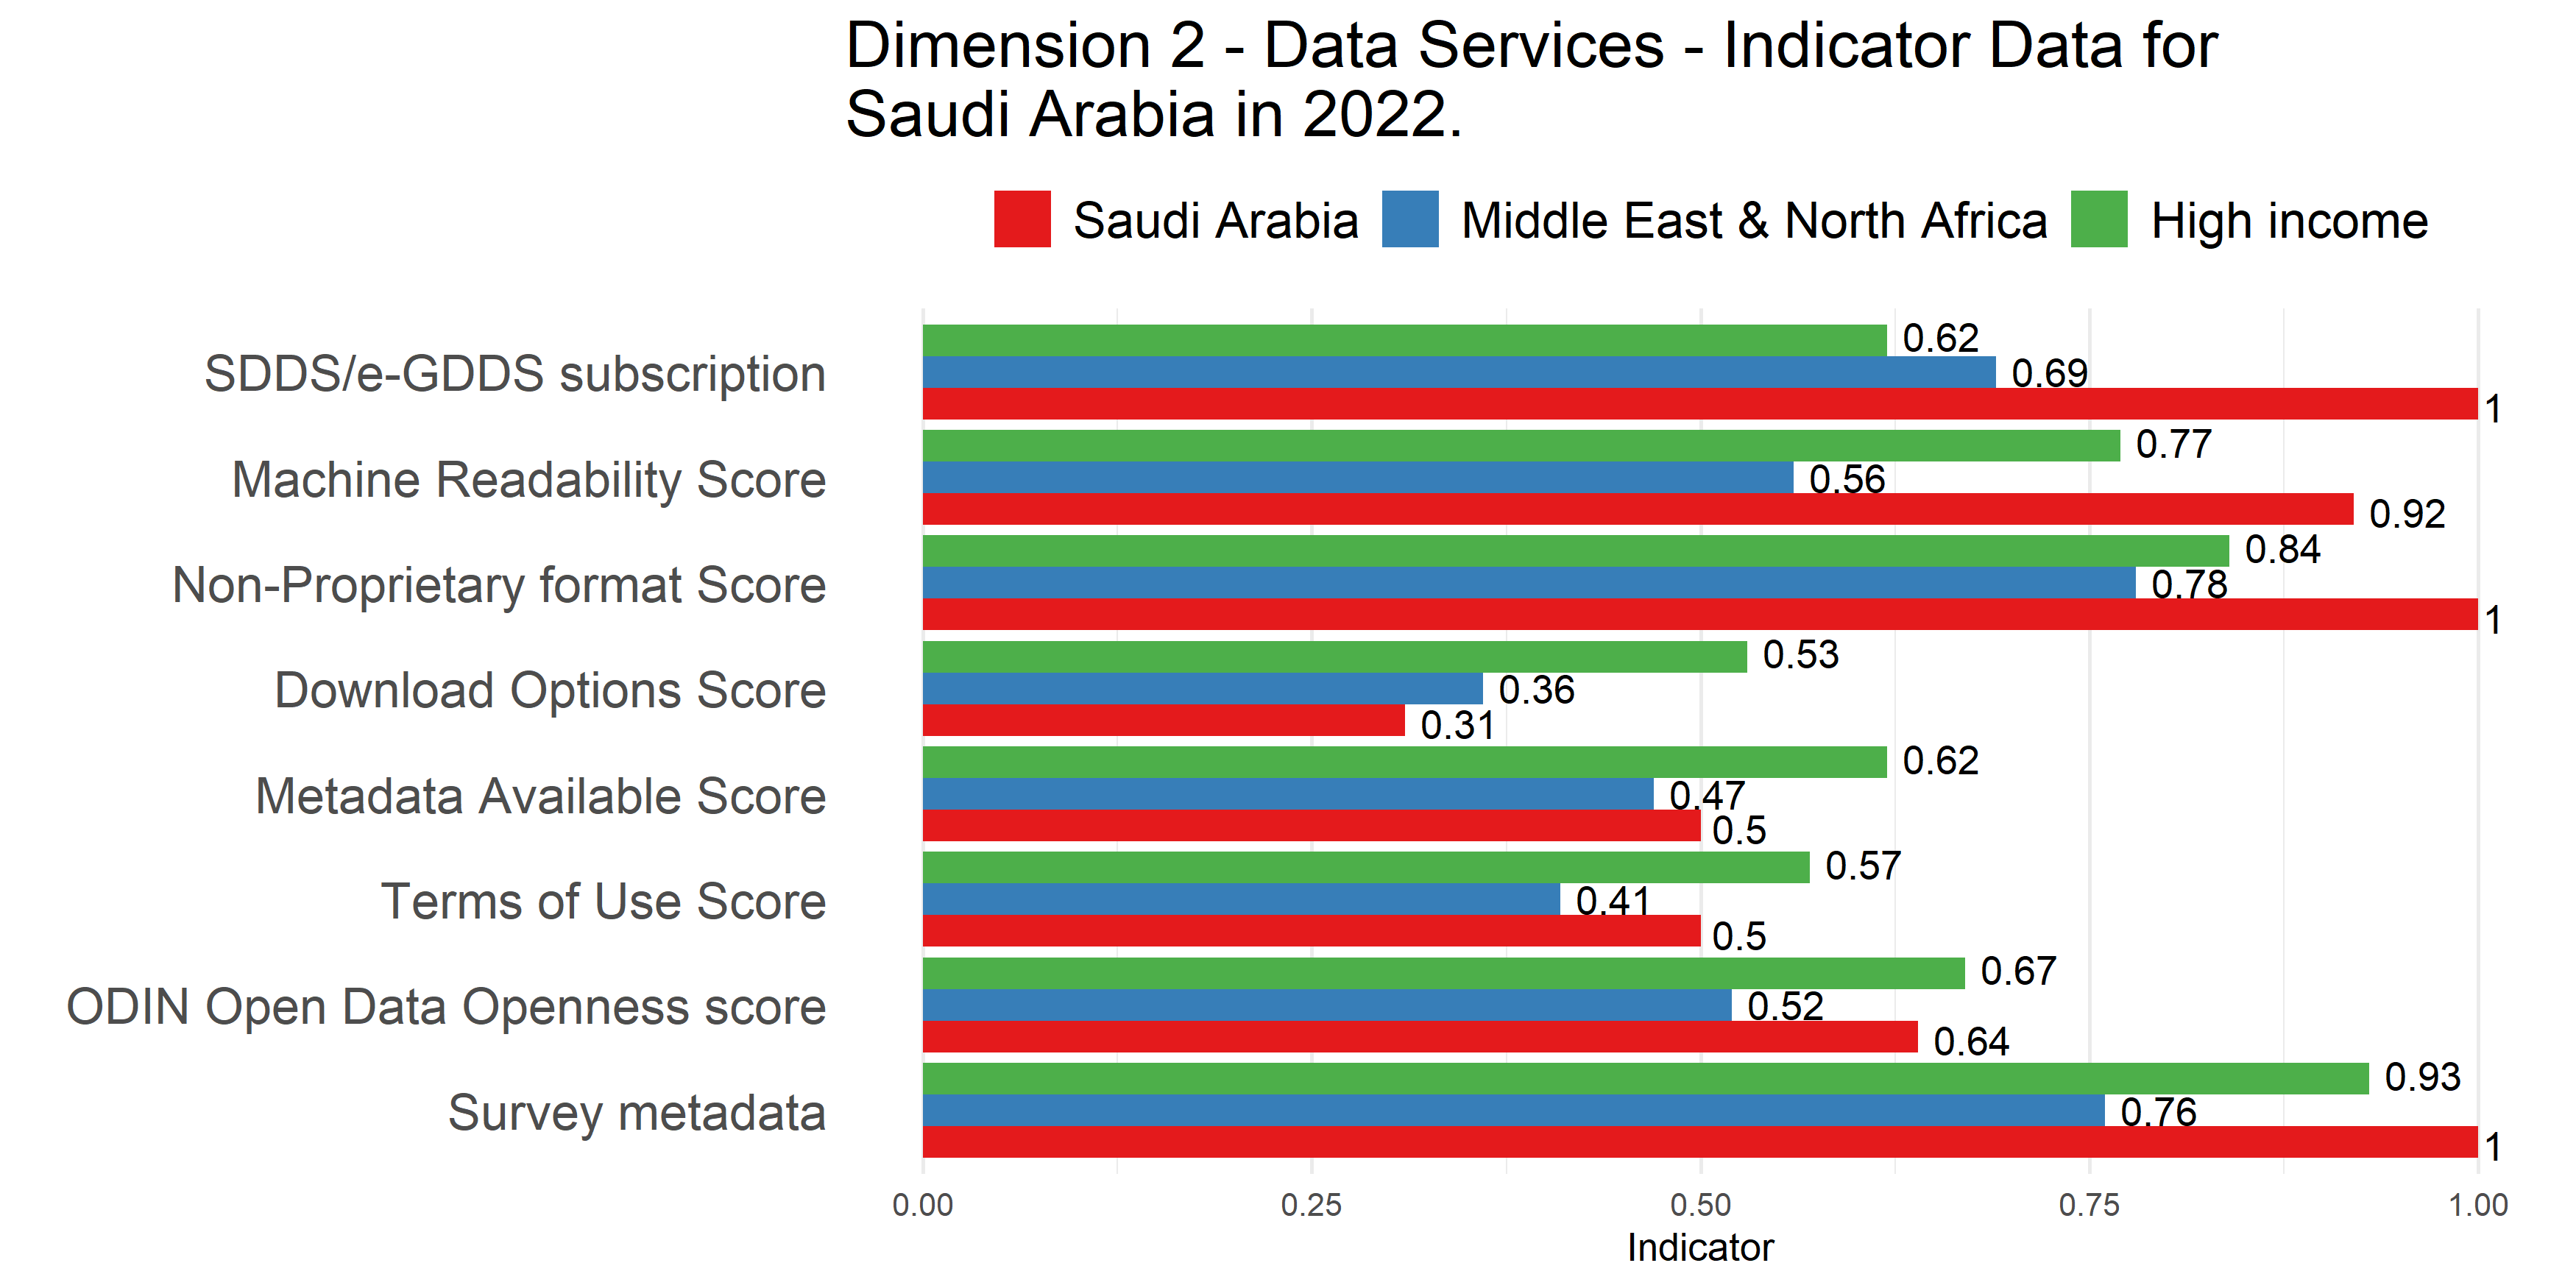 Dimension 2 - Data Services - Indicator Data for
Saudi Arabia in 2022.
Saudi Arabia Middle East & North Africa High income
SDDS/e-GDDS subscription
0.62
0.69
1
Machine Readability Score
0.77
0.56
0.92
Non-Proprietary format Score
0.84
0.78
1
Download Options Score
0.53
0.36
0.31
Metadata Available Score
0.62
0.47
0.5
Terms of Use Score
0.57
0.41
0.5
ODIN Open Data Openness score
0.67
0.52
0.64
Survey metadata
0.93
0.76
1
0.00 0.25 0.50 0.75 1.00
Indicator